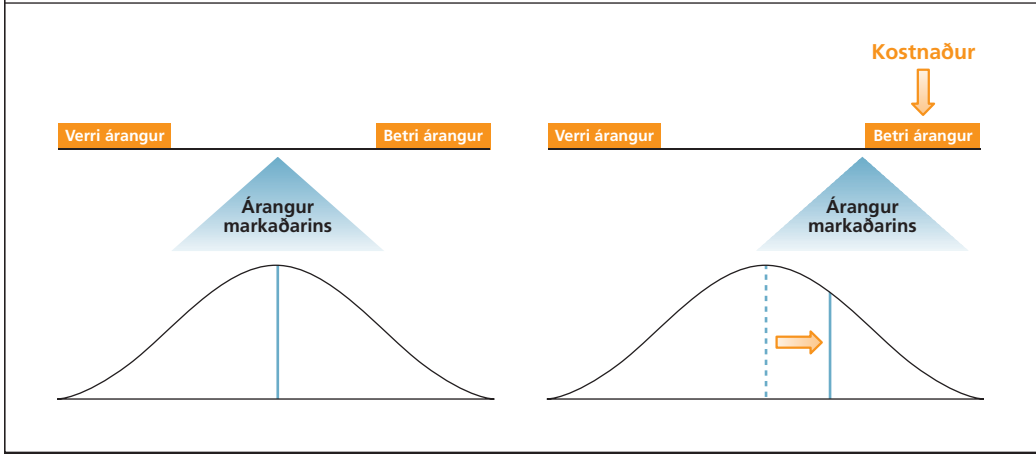 Verri árangur
Betri árangur
Árangur
markaðarins
Kostnaður
Verri árangur
Betri árangur
Árangur
markaðarins